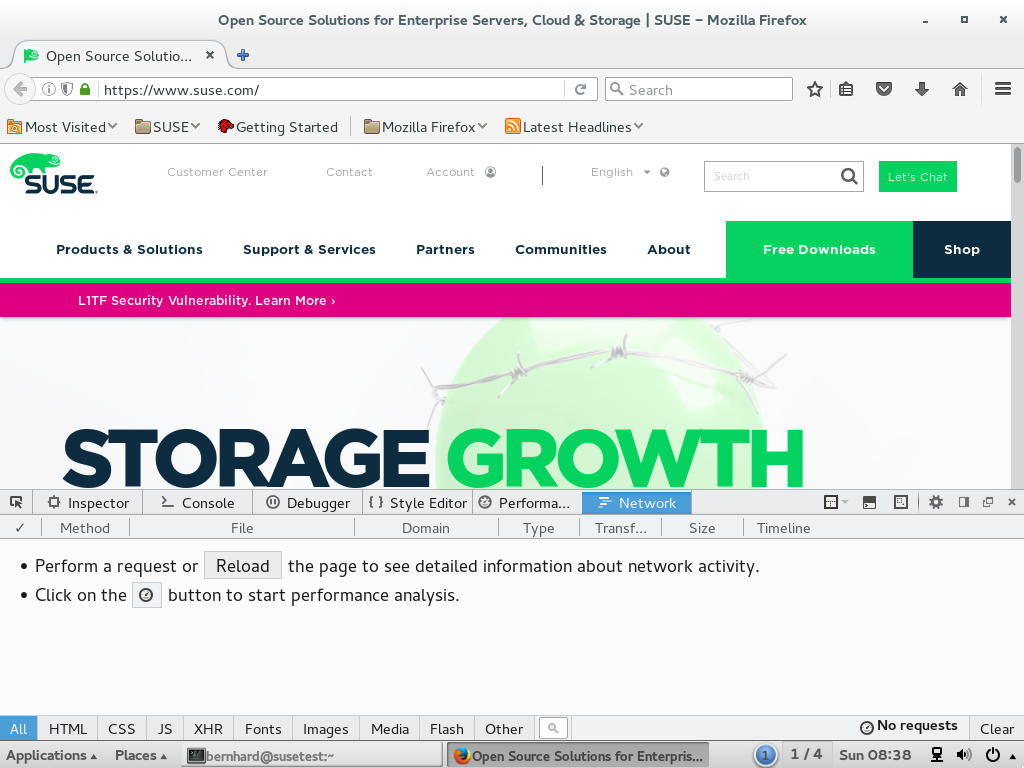 Open Source Solutions for Enterprise Servers, Cloud & Storage | SUSE – Mozilla Firefox
Open Source Solutio...
https://www.suse.com/
Search
Most Visited
SUSE
Getting Started
Mozilla Firefox
Latest Headlines
SUSE
Customer Center
Contact
Account
English
Search
Let's Chat
Products & Solutions
Support & Services
Partners
Communities
About
Free Downloads
Shop
L1TF Security Vulnerability. Learn More ›
STORAGE GROWTH
Inspector
Console
Debugger
Style Editor
Performa...
Network
✓ Method File Domain Type Transf... Size Timeline
• Perform a request or Reload the page to see detailed information about network activity.
• Click on the button to start performance analysis.
All HTML CSS JS XHR Fonts Images Media Flash Other
No requests
Clear
Applications
Places
bernhard@susetest:~
Open Source Solutions for Enterpris...
1
1 / 4
Sun 08:38